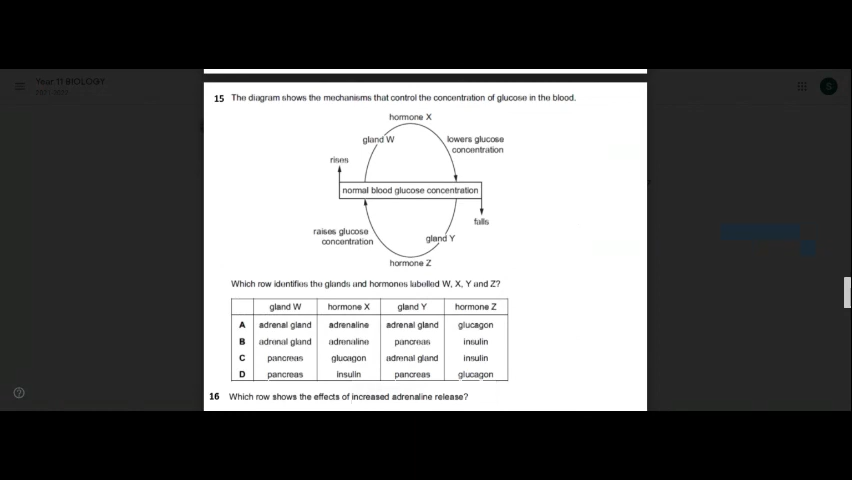 Year 11 BIOLOGY
15 The diagram shows the mechanisms that control the concentration of glucose in the blood.
hormone X
gland W
lowers glucose
concentration
rises
normal blood glucose concentration
falls
raises glucose
concentration
gland Y
hormone Z
Which row identifies the glands and hormones labelled W, X, Y and Z?
gland W hormone X gland Y hormone Z
A adrenal gland adrenaline adrenal gland glucagon
B adrenal gland adrenaline pancreas insulin
C pancreas glucagon adrenal gland insulin
D pancreas insulin pancreas glucagon
16 Which row shows the effects of increased adrenaline release?